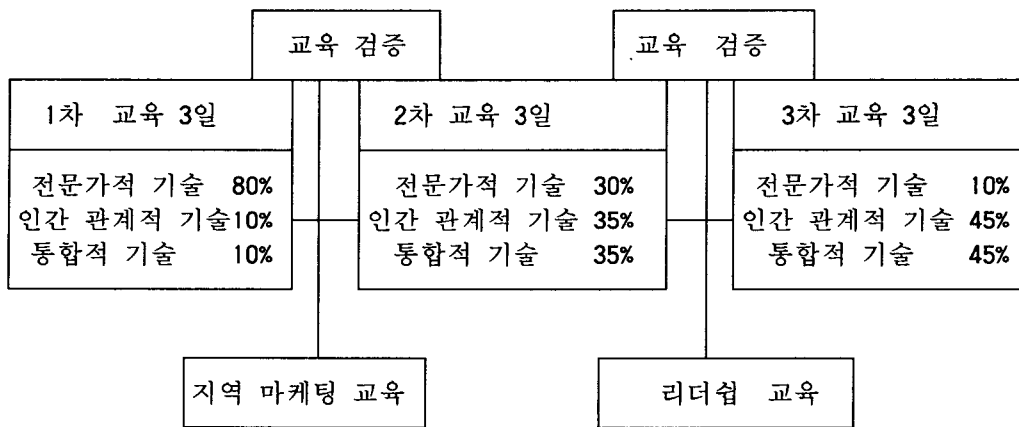 교육 검증
교육 검증
1차 교육 3일
전문가적 기술 80%
인간 관계적 기술 10%
통합적 기술 10%
2차 교육 3일
전문가적 기술 30%
인간 관계적 기술 35%
통합적 기술 35%
3차 교육 3일
전문가적 기술 10%
인간 관계적 기술 45%
통합적 기술 45%
지역 마케팅 교육
리더쉽 교육